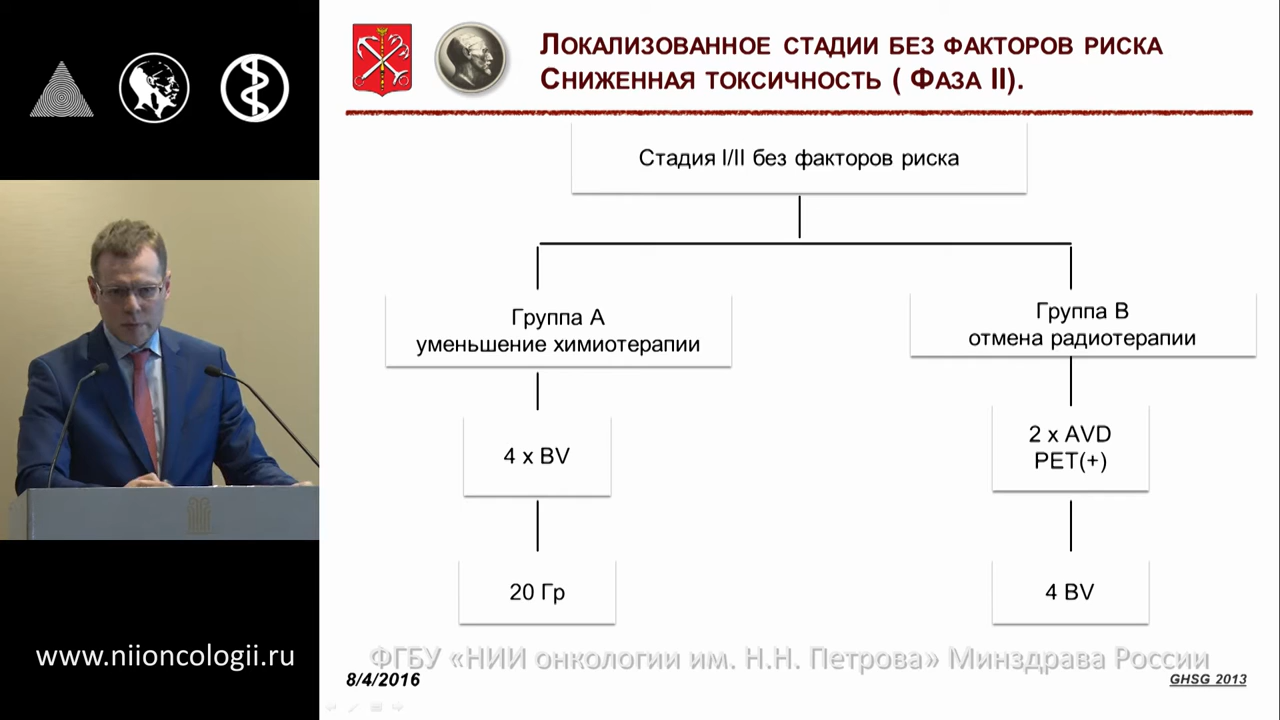 ЛОКАЛИЗОВАННОЕ СТАДИИ БЕЗ ФАКТОРОВ РИСКА
СНИЖЕННАЯ ТОКСИЧНОСТЬ ( ФАЗА II).
Стадия I/II без факторов риска
Группа А
уменьшение химиотерапии
Группа В
отмена радиотерапии
4 x BV
2 x AVD
PET(+)
20 Гр
4 BV
www.niioncologii.ru
ФГБУ «НИИ онкологии им. Н.Н. Петрова» Минздрава России
8/4/2016
GHSG 2013